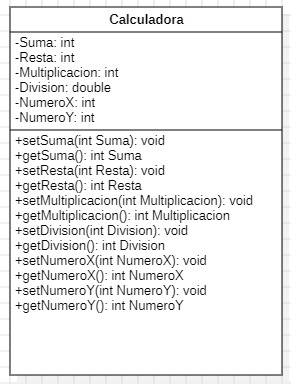 Calculadora
-Suma: int
-Resta: int
-Multiplicacion: int
-Division: double
-NumeroX: int
-NumeroY: int
+setSuma(int Suma): void
+getSuma(): int Suma
+setResta(int Resta): void
+getResta(): int Resta
+setMultiplicacion(int Multiplicacion): void
+getMultiplicacion(): int Multiplicacion
+setDivision(int Division): void
+getDivision(): int Division
+setNumeroX(int NumeroX): void
+getNumeroX(): int NumeroX
+setNumeroY(int NumeroY): void
+getNumeroY(): int NumeroY